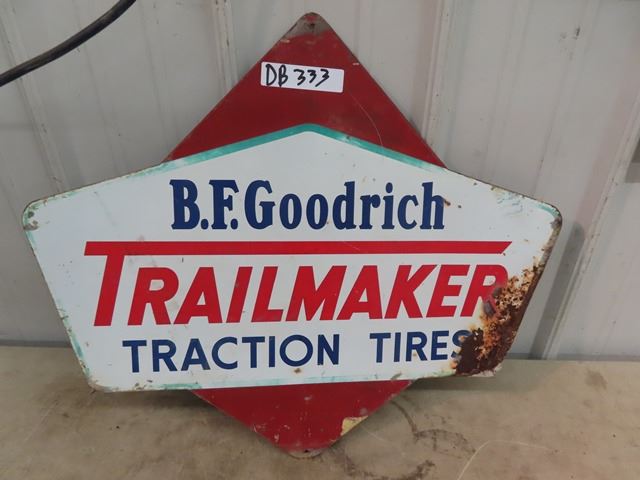 DB 333
B.F. Goodrich
TRAILMAKER
TRACTION TIRES